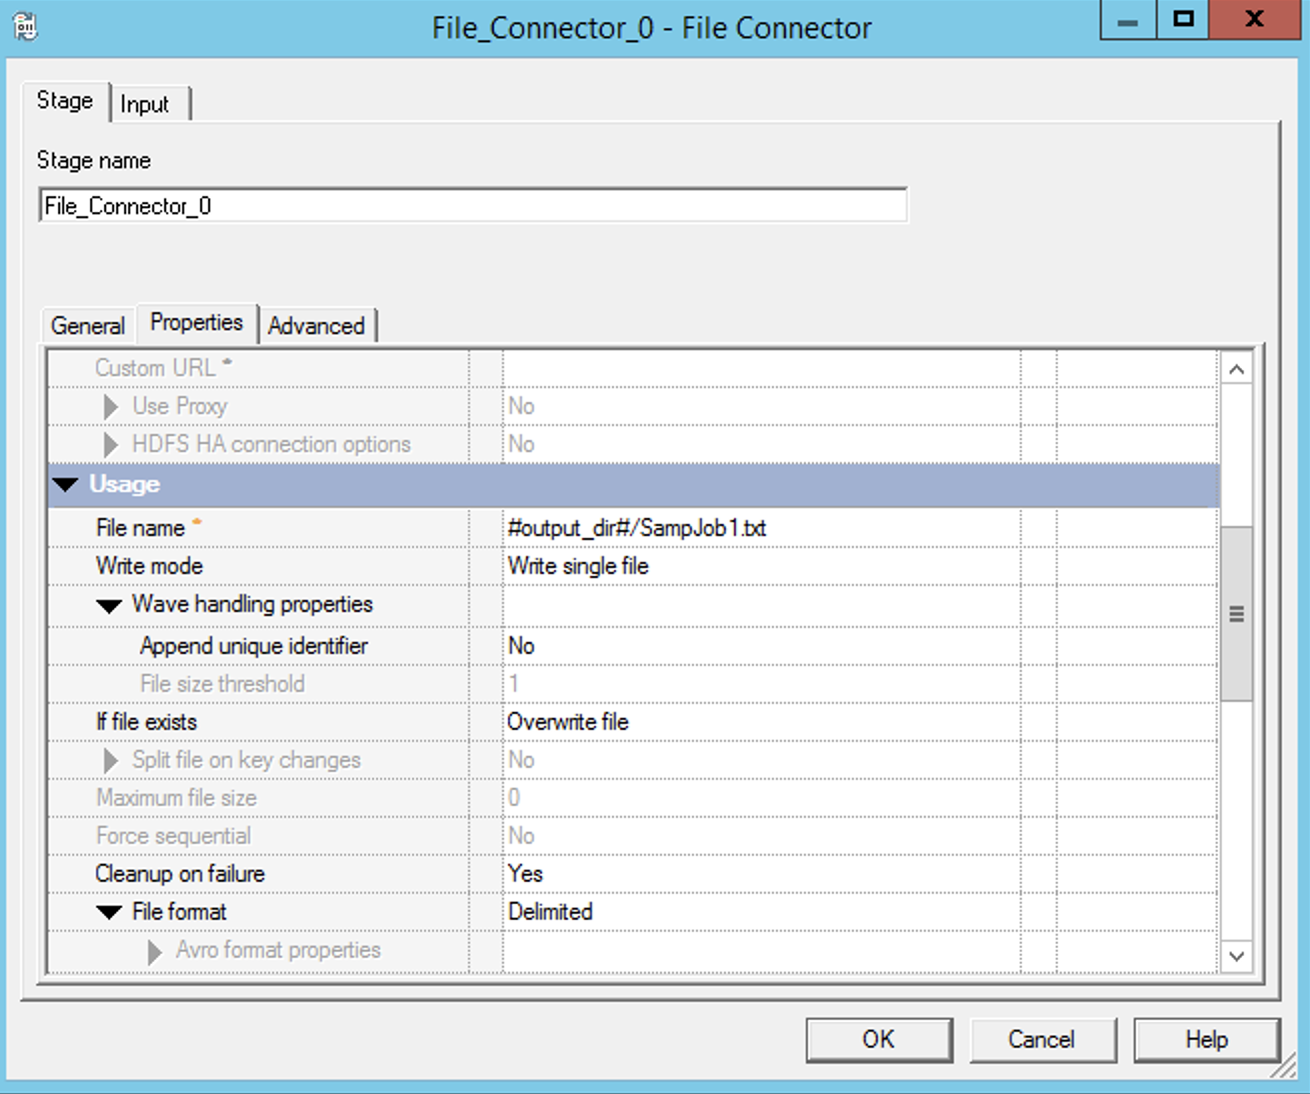 File_Connector_0 - File Connector
Stage Input
Stage name
File_Connector_0
General Properties Advanced
Custom URL *
Use Proxy No
HDFS HA connection options No
Usage
File name * #output_dir#/SampJob1.txt
Write mode Write single file
Wave handling properties
Append unique identifier No
File size threshold 1
If file exists Overwrite file
Split file on key changes No
Maximum file size 0
Force sequential No
Cleanup on failure Yes
File format Delimited
Avro format properties
OK Cancel Help